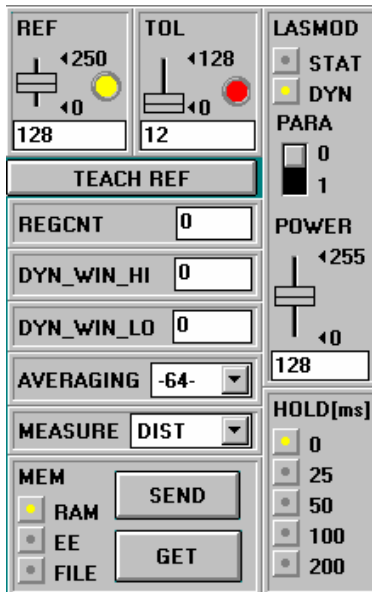 REF
◄250
◄0
128
TOL
◄128
◄0
12
TEACH REF
REGCNT 0
DYN_WIN_HI 0
DYN_WIN_LO 0
AVERAGING -64-
MEASURE DIST
MEM
RAM
EE
FILE
SEND
GET
LASMOD
STAT
DYN
PARA
0
1
POWER
◄255
◄0
128
HOLD[ms]
0
25
50
100
200